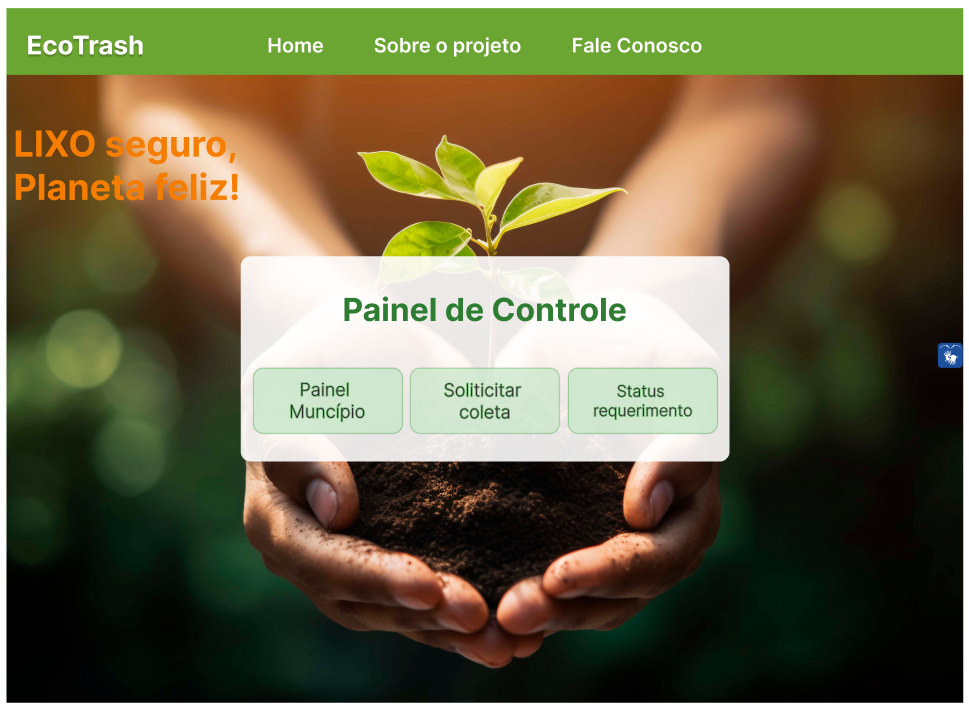 EcoTrash
Home
Sobre o projeto
Fale Conosco
LIXO seguro,
Planeta feliz!
Painel de Controle
Painel
Muncípio
Soliticitar
coleta
Status
requerimento